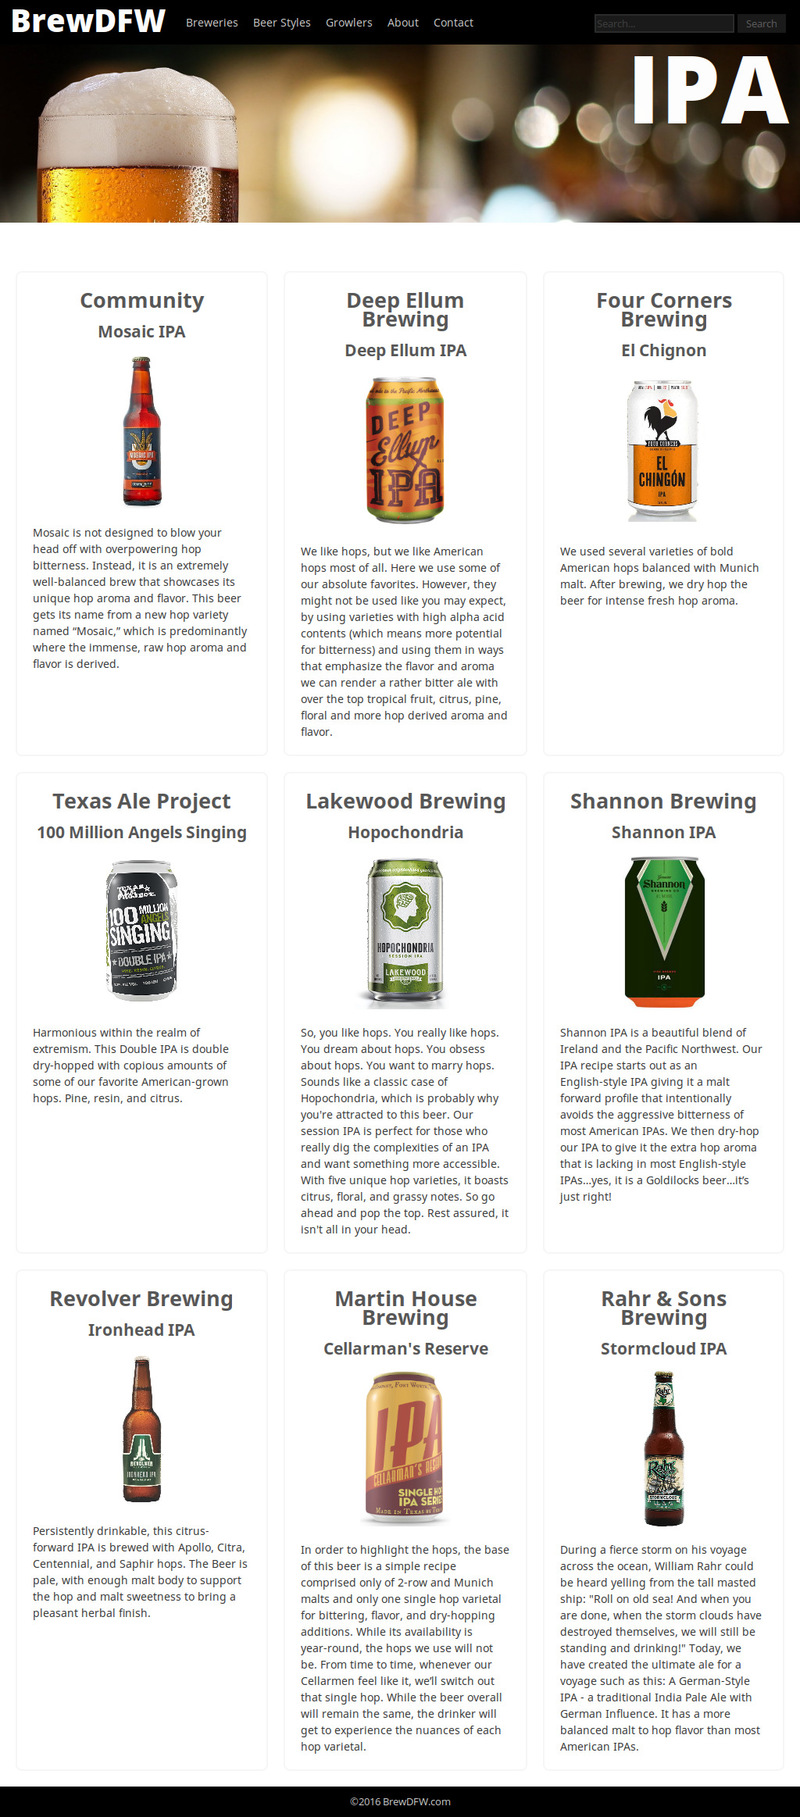 BrewDFW
Breweries Beer Styles Growlers About Contact
Search... Search
IPA
Community
Mosaic IPA
MOSAIC IPA
Mosaic is not designed to blow your
head off with overpowering hop
bitterness. Instead, it is an extremely
well-balanced brew that showcases its
unique hop aroma and flavor. This beer
gets its name from a new hop variety
named “Mosaic,” which is predominantly
where the immense, raw hop aroma and
flavor is derived.
Deep Ellum
Brewing
Deep Ellum IPA
DEEP
Ellum
IPA
We like hops, but we like American
hops most of all. Here we use some of
our absolute favorites. However, they
might not be used like you may expect,
by using varieties with high alpha acid
contents (which means more potential
for bitterness) and using them in ways
that emphasize the flavor and aroma
we can render a rather bitter ale with
over the top tropical fruit, citrus, pine,
floral and more hop derived aroma and
flavor.
Four Corners
Brewing
El Chignon
FOUR CORNERS
EL
CHINGÓN
IPA
We used several varieties of bold
American hops balanced with Munich
malt. After brewing, we dry hop the
beer for intense fresh hop aroma.
Texas Ale Project
100 Million Angels Singing
TEXAS
ALE
PROJECT
100 MILLION
ANGELS
SINGING
DOUBLE IPA
Harmonious within the realm of
extremism. This Double IPA is double
dry-hopped with copious amounts of
some of our favorite American-grown
hops. Pine, resin, and citrus.
Lakewood Brewing
Hopochondria
HOPOCHONDRIA
SESSION IPA
LAKEWOOD
So, you like hops. You really like hops.
You dream about hops. You obsess
about hops. You want to marry hops.
Sounds like a classic case of
Hopochondria, which is probably why
you're attracted to this beer. Our
session IPA is perfect for those who
really dig the complexities of an IPA
and want something more accessible.
With five unique hop varieties, it boasts
citrus, floral, and grassy notes. So go
ahead and pop the top. Rest assured, it
isn't all in your head.
Shannon Brewing
Shannon IPA
Shannon
BREWING CO
IPA
Shannon IPA is a beautiful blend of
Ireland and the Pacific Northwest. Our
IPA recipe starts out as an
English-style IPA giving it a malt
forward profile that intentionally
avoids the aggressive bitterness of
most American IPAs. We then dry-hop
our IPA to give it the extra hop aroma
that is lacking in most English-style
IPAs...yes, it is a Goldilocks beer...it’s
just right!
Revolver Brewing
Ironhead IPA
REVOLVER
IRONHEAD IPA
Persistently drinkable, this citrus-
forward IPA is brewed with Apollo, Citra,
Centennial, and Saphir hops. The Beer is
pale, with enough malt body to support
the hop and malt sweetness to bring a
pleasant herbal finish.
Martin House
Brewing
Cellarman's Reserve
IPA
CELLARMAN'S
SINGLE HOP
IPA SERIES
MADE IN TEXAS BY
In order to highlight the hops, the base
of this beer is a simple recipe
comprised only of 2-row and Munich
malts and only one single hop varietal
for bittering, flavor, and dry-hopping
additions. While its availability is
year-round, the hops we use will not
be. From time to time, whenever our
Cellarmen feel like it, we’ll switch out
that single hop. While the beer overall
will remain the same, the drinker will
get to experience the nuances of each
hop varietal.
Rahr & Sons
Brewing
Stormcloud IPA
Rahr
Rahr
STORMCLOUD
During a fierce storm on his voyage
across the ocean, William Rahr could
be heard yelling from the tall masted
ship: "Roll on old sea! And when you
are done, when the storm clouds have
destroyed themselves, we will still be
standing and drinking!" Today, we
have created the ultimate ale for a
voyage such as this: A German-Style
IPA - a traditional India Pale Ale with
German Influence. It has a more
balanced malt to hop flavor than most
American IPAs.
©2016 BrewDFW.com